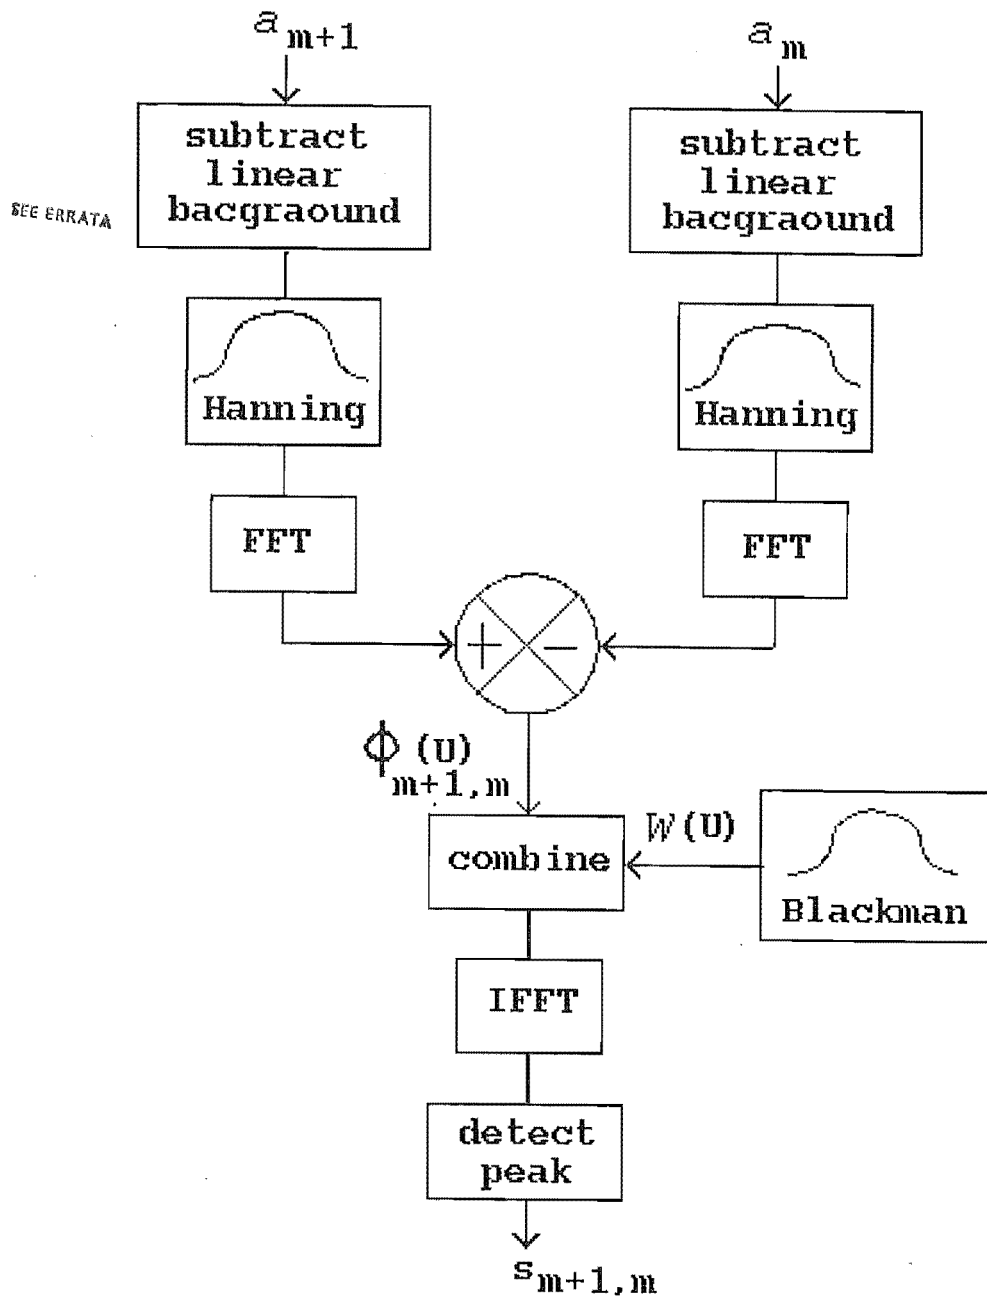 a m+1
a m
subtract
linear
bacgraound
subtract
linear
bacgraound
SEE ERRATA
Hanning
Hanning
FFT
FFT
+ −
ϕ (U) m+1,m
combine
W(U)
Blackman
IFFT
detect
peak
s m+1,m